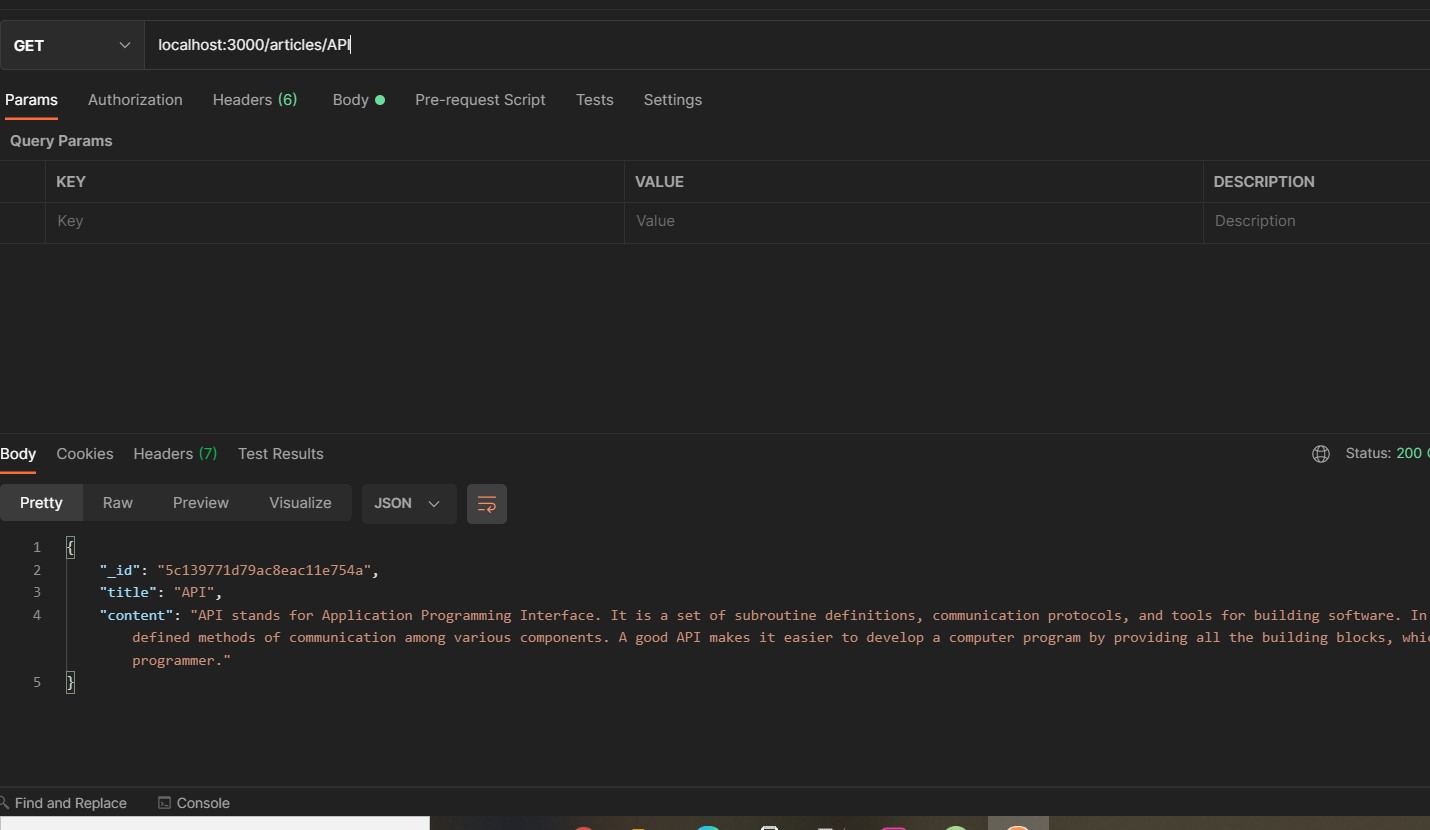 GET localhost:3000/articles/API
Params Authorization Headers (6) Body Pre-request Script Tests Settings
Query Params
KEY VALUE DESCRIPTION
Key Value Description
Body Cookies Headers (7) Test Results Status: 200
Pretty Raw Preview Visualize JSON
1 {
2 "_id": "5c139771d79ac8eac11e754a",
3 "title": "API",
4 "content": "API stands for Application Programming Interface. It is a set of subroutine definitions, communication protocols, and tools for building software. In
defined methods of communication among various components. A good API makes it easier to develop a computer program by providing all the building blocks,
programmer."
5 }
Find and Replace Console